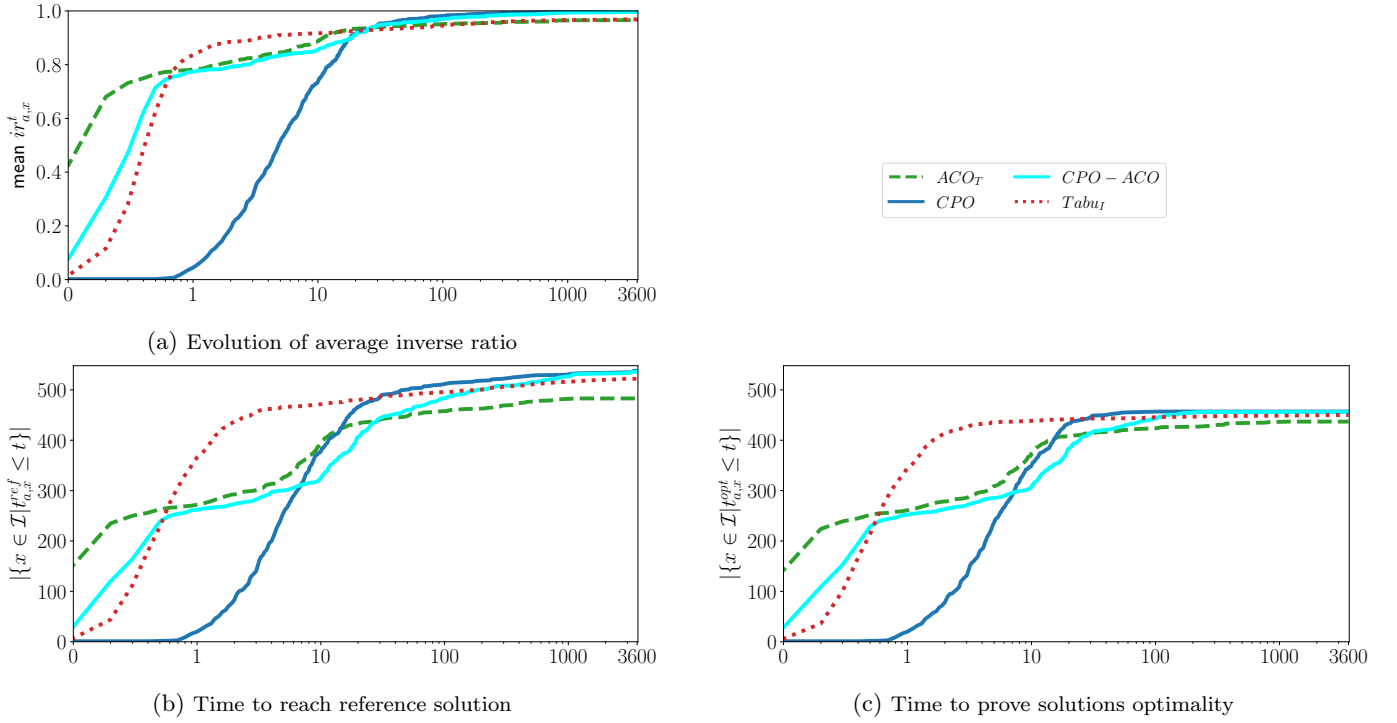 1.0
0.8
0.6
0.4
0.2
0.0
mean $ir^t_{a,x}$
0 1 10 100 1000 3600
(a) Evolution of average inverse ratio
$ACO_T$ $CPO - ACO$
$CPO$ $Tabu_I$
500
400
300
200
100
0
$|\{x \in \mathcal{I} | t^{ref}_{a,x} \leq t\}|$
0 1 10 100 1000 3600
(b) Time to reach reference solution
500
400
300
200
100
0
$|\{x \in \mathcal{I} | t^{opt}_{a,x} \leq t\}|$
0 1 10 100 1000 3600
(c) Time to prove solutions optimality